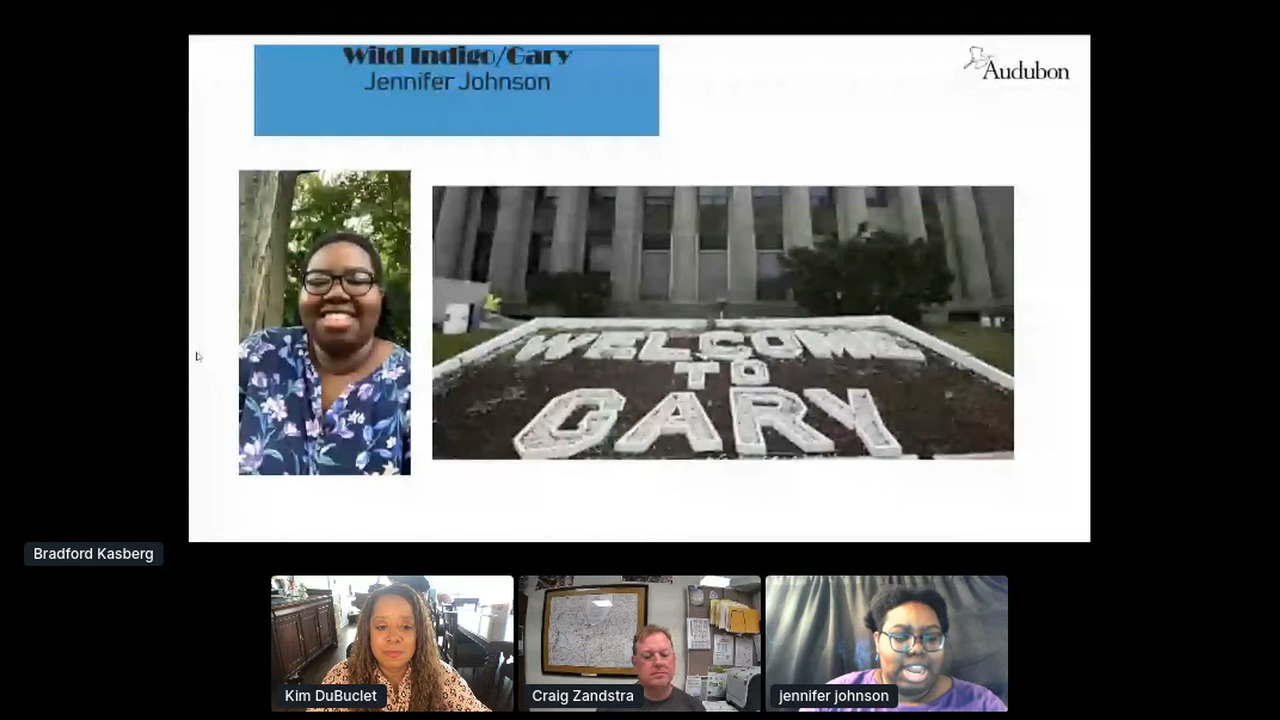 Wild Indigo/Gary
Jennifer Johnson
Audubon
WELCOME
TO
GARY
Bradford Kasberg
Kim DuBuclet
Craig Zandstra
jennifer johnson